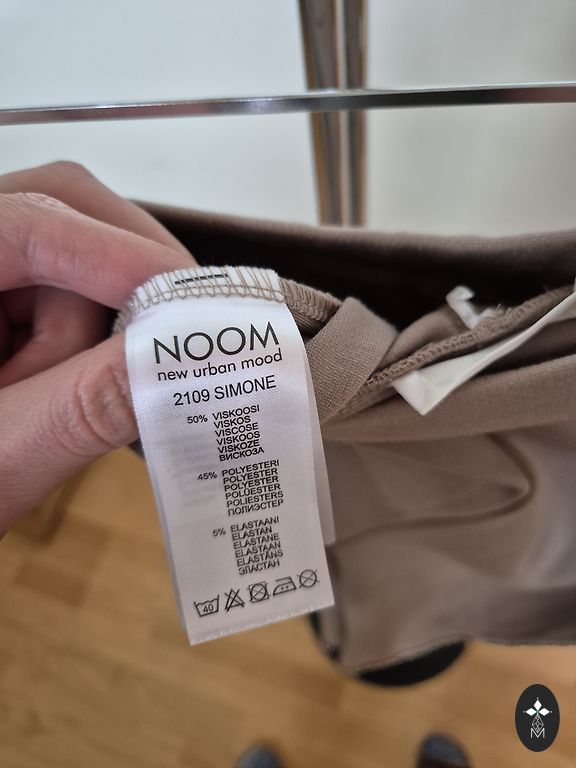 NOOM
new urban mood
2109 SIMONE
50% VISKOOSI
VISKOS
VISCOSE
VISKOOS
VISKOZE
ВИСКОЗА
45% POLYESTERI
POLYESTER
POLYESTER
POLÜESTER
POLIESTERS
ПОЛИЭСТЕР
5% ELASTAANI
ELASTAN
ELASTANE
ELASTAAN
ELASTĀNS
ЭЛАСТАН
40
M